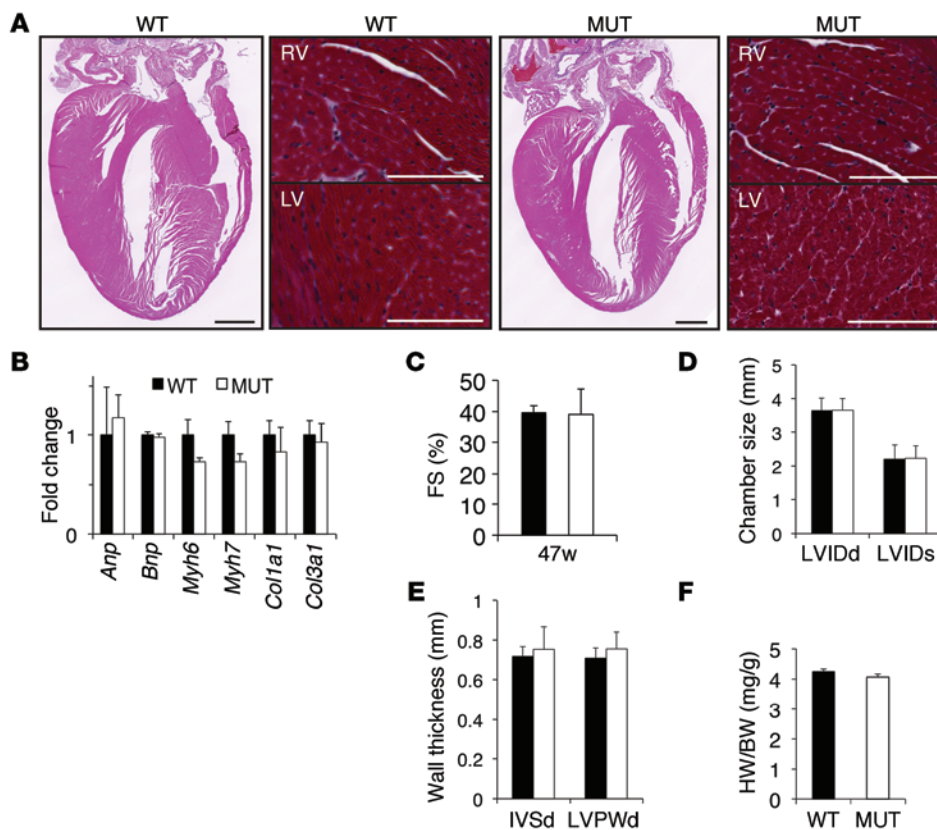 A
WT WT MUT MUT
RV RV
LV LV
B
WT MUT
Fold change
1
0
Anp Bnp Myh6 Myh7 Col1a1 Col3a1
C
FS (%)
50
40
30
20
10
0
47w
D
Chamber size (mm)
5
4
3
2
1
0
LVIDd LVIDs
E
Wall thickness (mm)
1
0.8
0.6
0.4
0.2
0
IVSd LVPWd
F
HW/BW (mg/g)
5
4
3
2
1
0
WT MUT